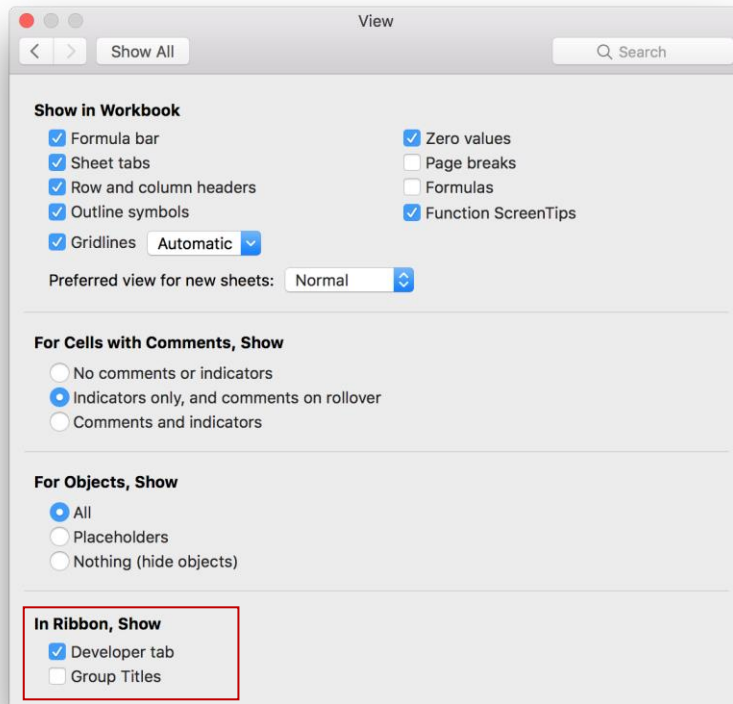 View
Show All
Search
Show in Workbook
Formula bar
Sheet tabs
Row and column headers
Outline symbols
Gridlines Automatic
Zero values
Page breaks
Formulas
Function ScreenTips
Preferred view for new sheets: Normal
For Cells with Comments, Show
No comments or indicators
Indicators only, and comments on rollover
Comments and indicators
For Objects, Show
All
Placeholders
Nothing (hide objects)
In Ribbon, Show
Developer tab
Group Titles